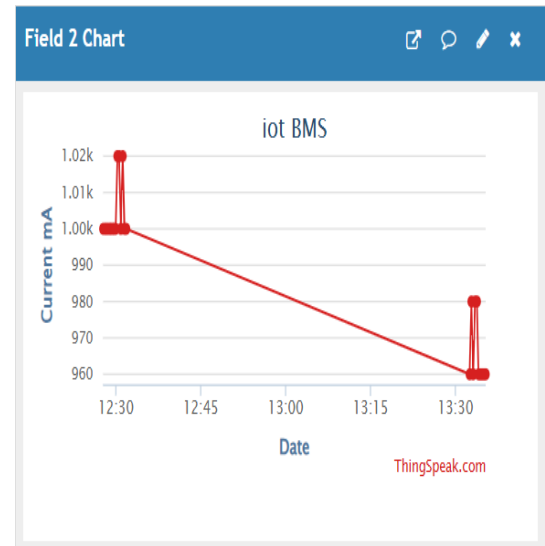 Field 2 Chart
iot BMS
Current mA
1.02k
1.01k
1.00k
990
980
970
960
12:30 12:45 13:00 13:15 13:30
Date
ThingSpeak.com